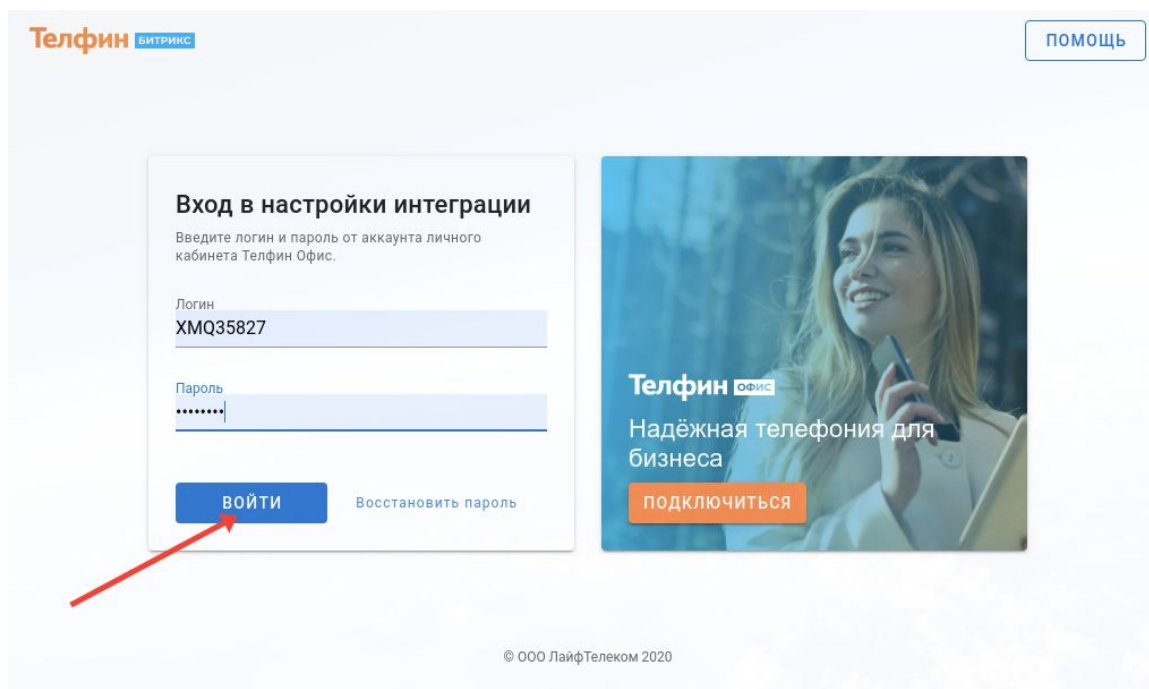 Телфин БИТРИКС
ПОМОЩЬ
Вход в настройки интеграции
Введите логин и пароль от аккаунта личного
кабинета Телфин Офис.
Логин
XMQ35827
Пароль
••••••••
ВОЙТИ
Восстановить пароль
Телфин ОФИС
Надёжная телефония для
бизнеса
ПОДКЛЮЧИТЬСЯ
© ООО ЛайфТелеком 2020